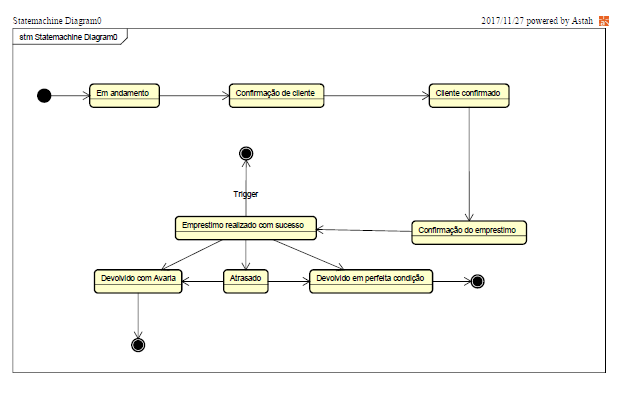 Statemachine Diagram0
2017/11/27 powered by Astah
stm Statemachine Diagram0
Em andamento
Confirmação de cliente
Cliente confirmado
Trigger
Emprestimo realizado com sucesso
Confirmação do emprestimo
Devolvido com Avaria
Atrasado
Devolvido em perfeita condição